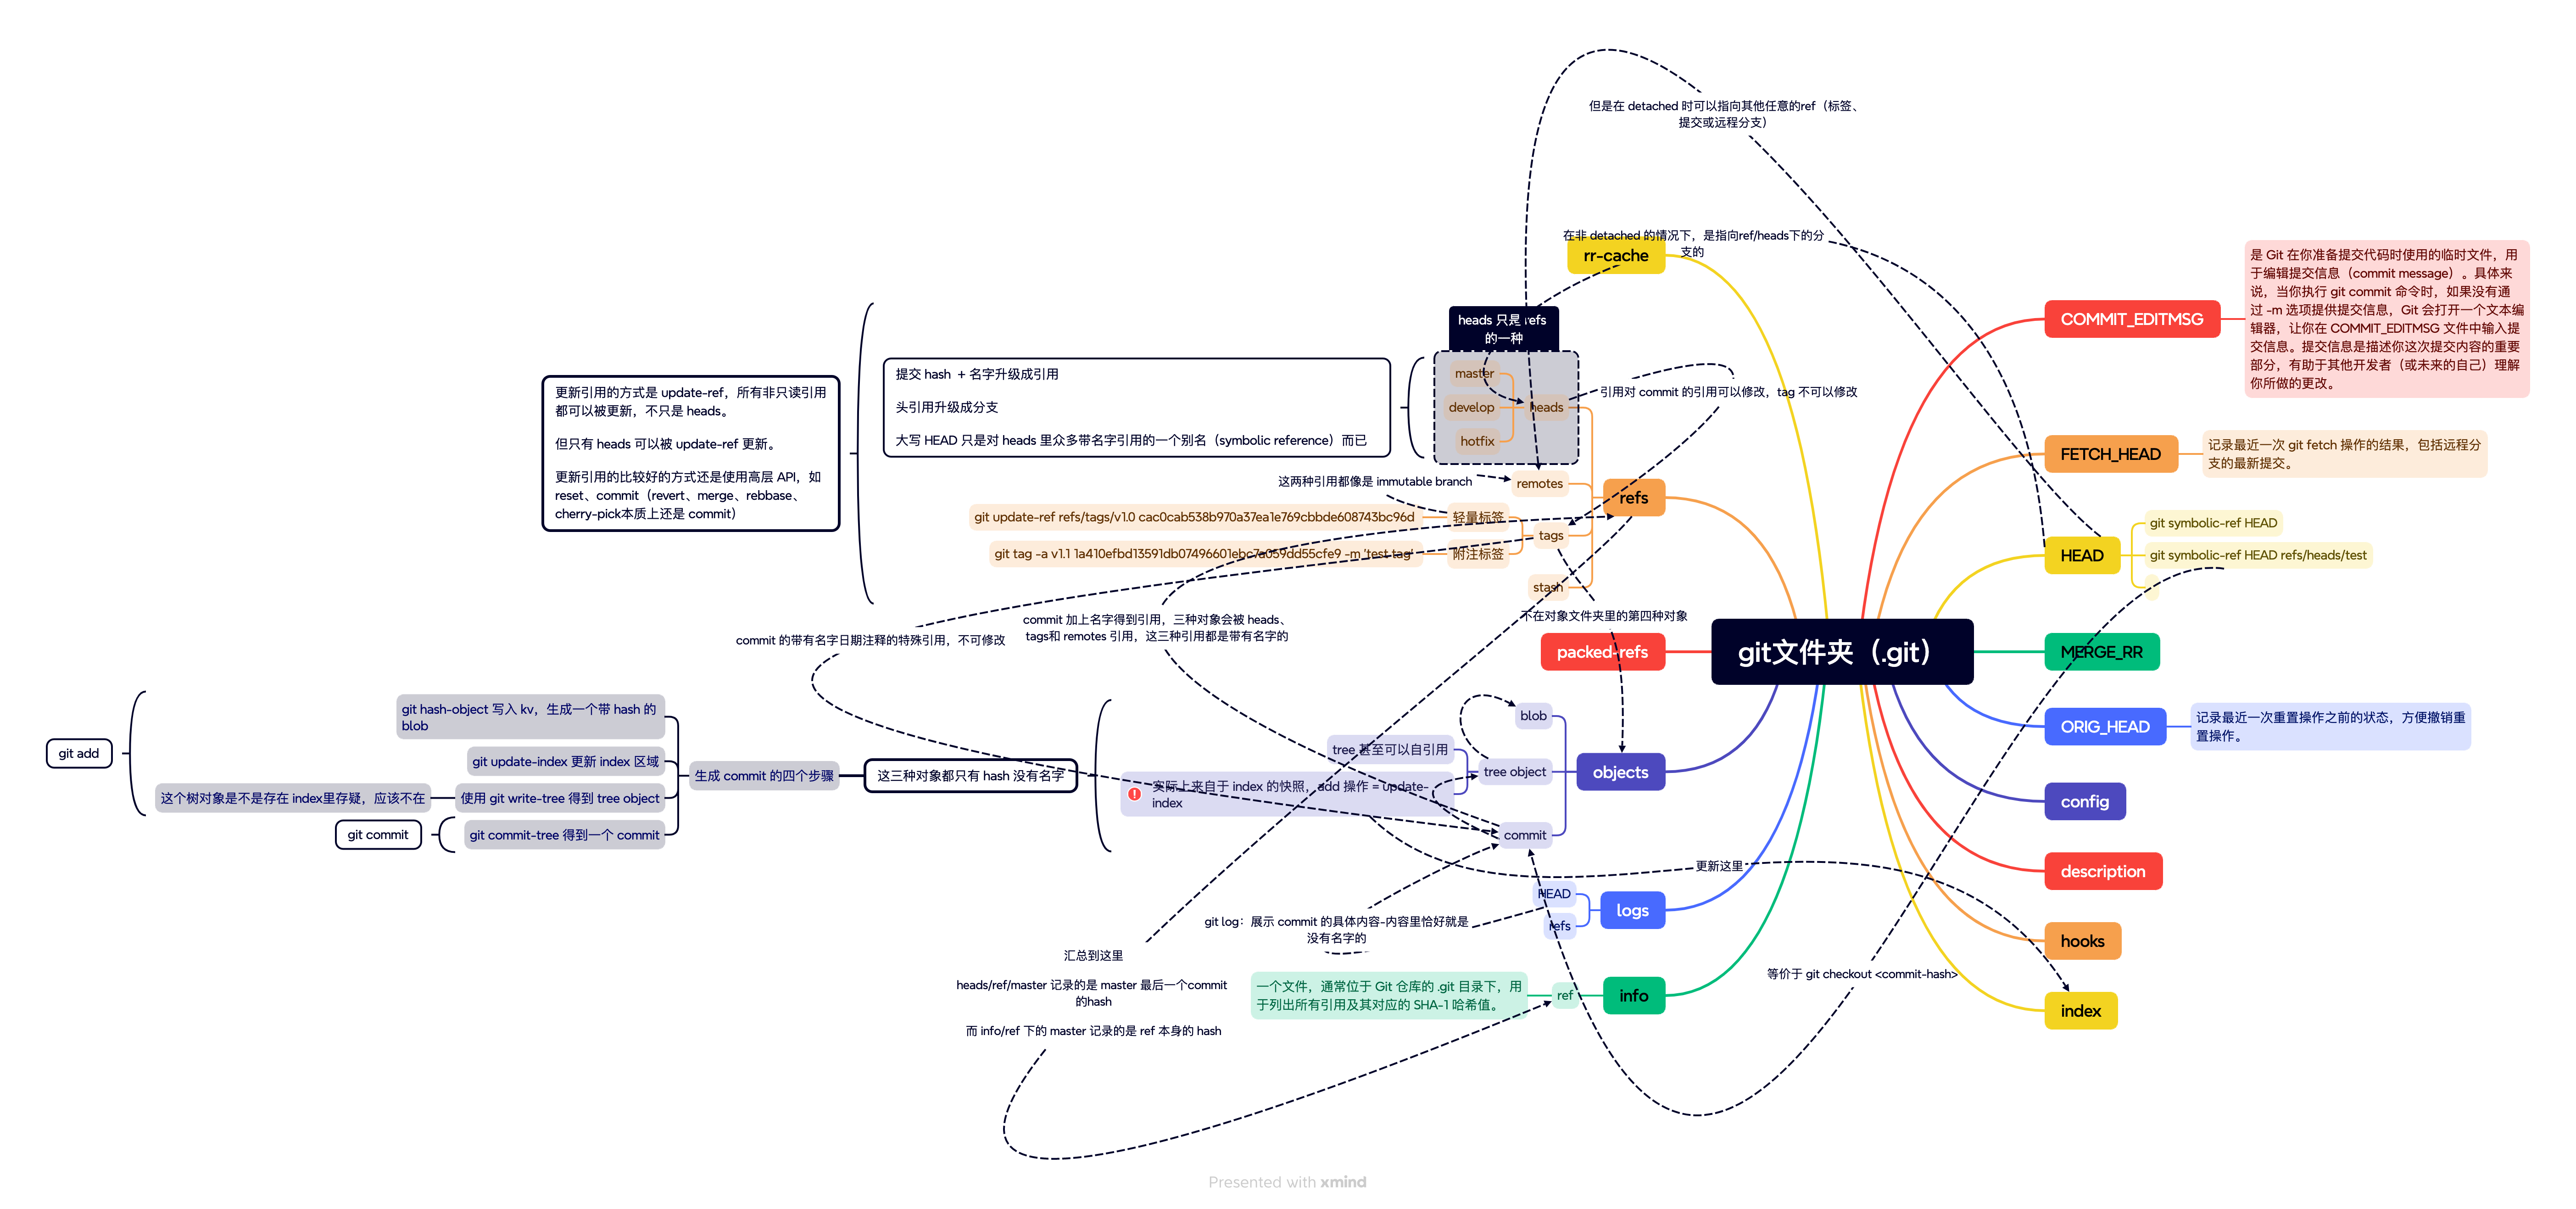 但是在 detached 时可以指向其他任意的ref（标签、
提交或远程分支）
在非 detached 的情况下，是指向ref/heads下的分
支的
rr-cache
heads 只是 refs
的一种
master
develop
hotfix
heads
引用对 commit 的引用可以修改，tag 不可以修改
提交 hash + 名字升级成引用
头引用升级成分支
大写 HEAD 只是对 heads 里众多带名字引用的一个别名（symbolic reference）而已
更新引用的方式是 update-ref，所有非只读引用
都可以被更新，不只是 heads。
但只有 heads 可以被 update-ref 更新。
更新引用的比较好的方式还是使用高层 API，如
reset、commit（revert、merge、rebbase、
cherry-pick本质上还是 commit）
这两种引用都像是 immutable branch
remotes
refs
git update-ref refs/tags/v1.0 cac0cab538b970a37ea1e769cbbde608743bc96d
轻量标签
tags
git tag -a v1.1 1a410efbd13591db07496601ebc7a059dd55cfe9 -m 'test tag'
附注标签
stash
不在对象文件夹里的第四种对象
commit 加上名字得到引用，三种对象会被 heads、
tags和 remotes 引用，这三种引用都是带有名字的
commit 的带有名字日期注释的特殊引用，不可修改
packed-refs
git文件夹（.git）
blob
tree 甚至可以自引用
tree object
objects
实际上来自于 index 的快照，add 操作 = update-
index
commit
这三种对象都只有 hash 没有名字
生成 commit 的四个步骤
git hash-object 写入 kv，生成一个带 hash 的
blob
git update-index 更新 index 区域
使用 git write-tree 得到 tree object
这个树对象是不是存在 index里存疑，应该不在
git commit-tree 得到一个 commit
git add
git commit
更新这里
HEAD
refs
logs
git log：展示 commit 的具体内容-内容里恰好就是
没有名字的
汇总到这里
heads/ref/master 记录的是 master 最后一个commit
的hash
而 info/ref 下的 master 记录的是 ref 本身的 hash
一个文件，通常位于 Git 仓库的 .git 目录下，用
于列出所有引用及其对应的 SHA-1 哈希值。
ref
info
等价于 git checkout <commit-hash>
COMMIT_EDITMSG
是 Git 在你准备提交代码时使用的临时文件，用
于编辑提交信息（commit message）。具体来
说，当你执行 git commit 命令时，如果没有通
过 -m 选项提供提交信息，Git 会打开一个文本编
辑器，让你在 COMMIT_EDITMSG 文件中输入提
交信息。提交信息是描述你这次提交内容的重要
部分，有助于其他开发者（或未来的自己）理解
你所做的更改。
FETCH_HEAD
记录最近一次 git fetch 操作的结果，包括远程分
支的最新提交。
HEAD
git symbolic-ref HEAD
git symbolic-ref HEAD refs/heads/test
MERGE_RR
ORIG_HEAD
记录最近一次重置操作之前的状态，方便撤销重
置操作。
config
description
hooks
index
Presented with xmind